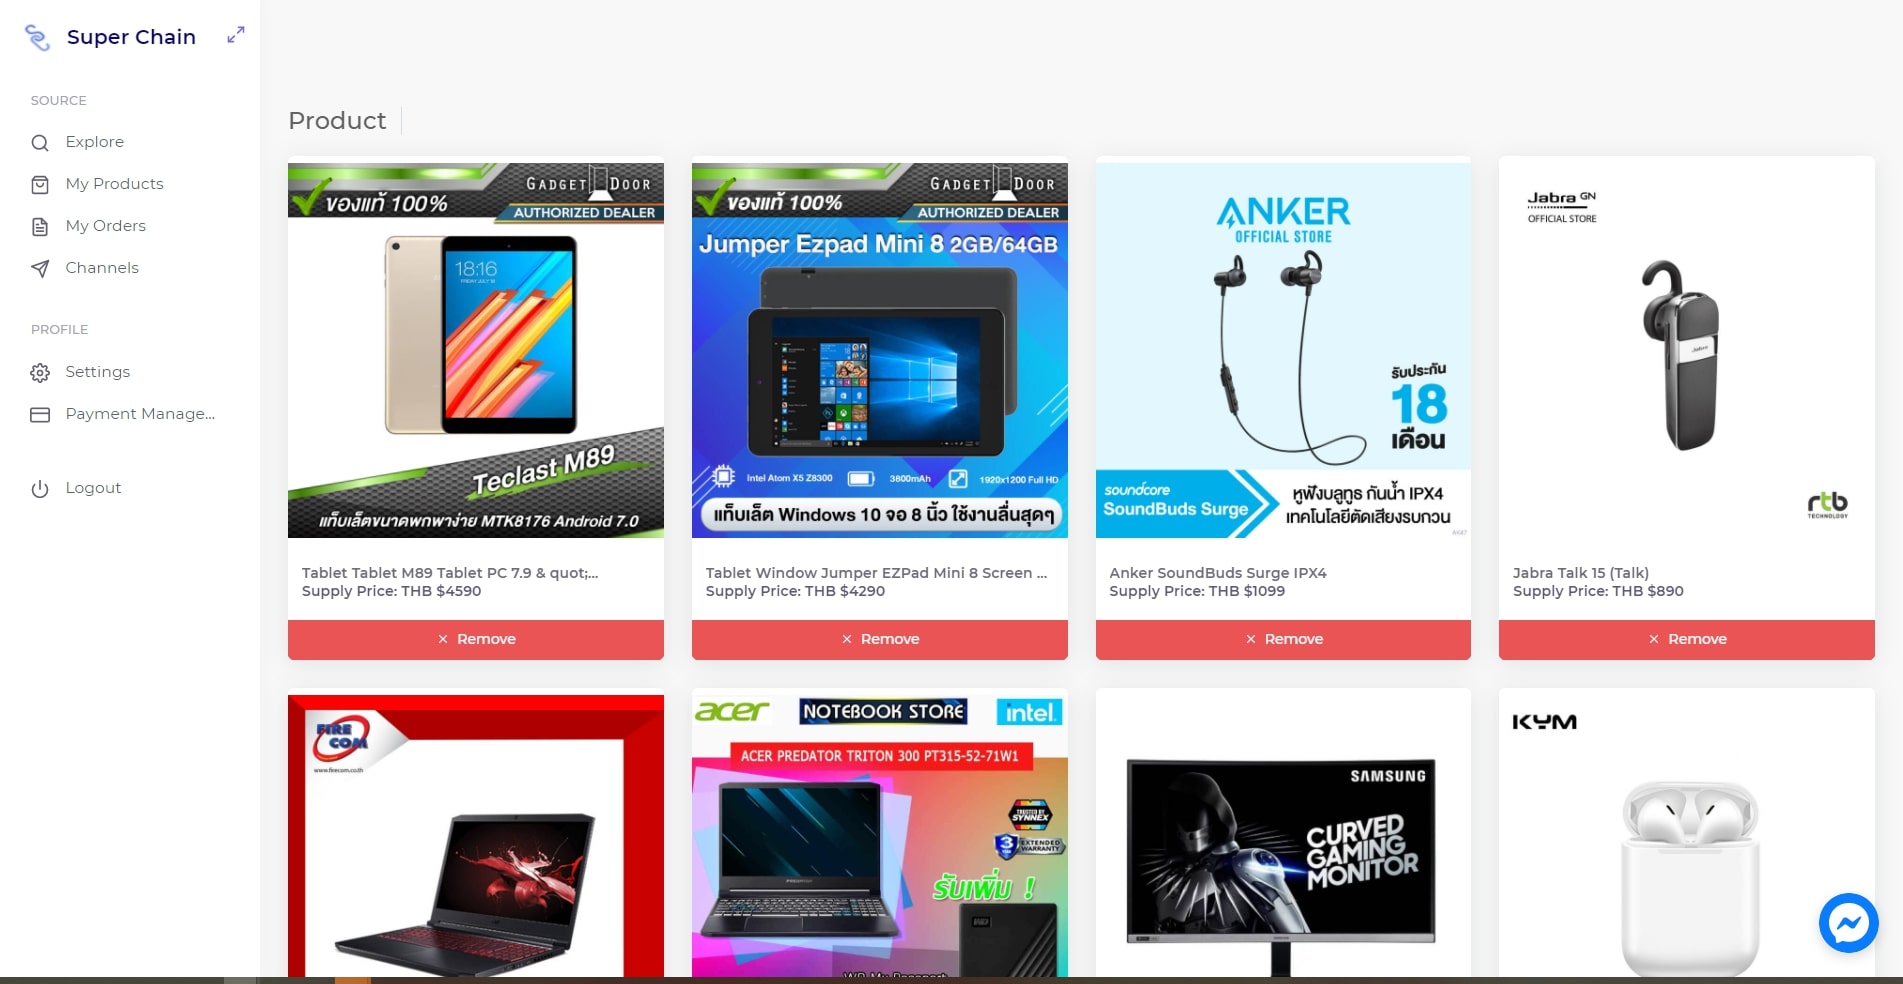 Super Chain
SOURCE
Explore
My Products
My Orders
Channels
PROFILE
Settings
Payment Manage...
Logout
Product
GADGET DOOR
ของแท้ 100%
AUTHORIZED DEALER
18:16
Teclast M89
แท็บเล็ตขนาดพกพาง่าย MTK8176 Android 7.0
Tablet Tablet M89 Tablet PC 7.9 & quot;...
Supply Price: THB $4590
× Remove
GADGET DOOR
ของแท้ 100%
AUTHORIZED DEALER
Jumper Ezpad Mini 8 2GB/64GB
Intel Atom X5 Z8300
3800mAh
1920x1200 Full HD
แท็บเล็ต Windows 10 จอ 8 นิ้ว ใช้งานลื่นสุดๆ
Tablet Window Jumper EZPad Mini 8 Screen ...
Supply Price: THB $4290
× Remove
ANKER
OFFICIAL STORE
รับประกัน
18
เดือน
soundcore
SoundBuds Surge
หูฟังบลูทูธ กันน้ำ IPX4
เทคโนโลยีตัดเสียงรบกวน
Anker SoundBuds Surge IPX4
Supply Price: THB $1099
× Remove
Jabra GN
OFFICIAL STORE
Jabra
rtb
TECHNOLOGY
Jabra Talk 15 (Talk)
Supply Price: THB $890
× Remove
FIRE
COM
www.firecom.co.th
acer
NOTEBOOK STORE
intel.
ACER PREDATOR TRITON 300 PT315-52-71W1
TRUSTED BY
SYNNEX
3
EXTENDED
WARRANTY
PREDATOR
รับเพิ่ม !
WD My Passport
SAMSUNG
CURVED
GAMING
MONITOR
KYM